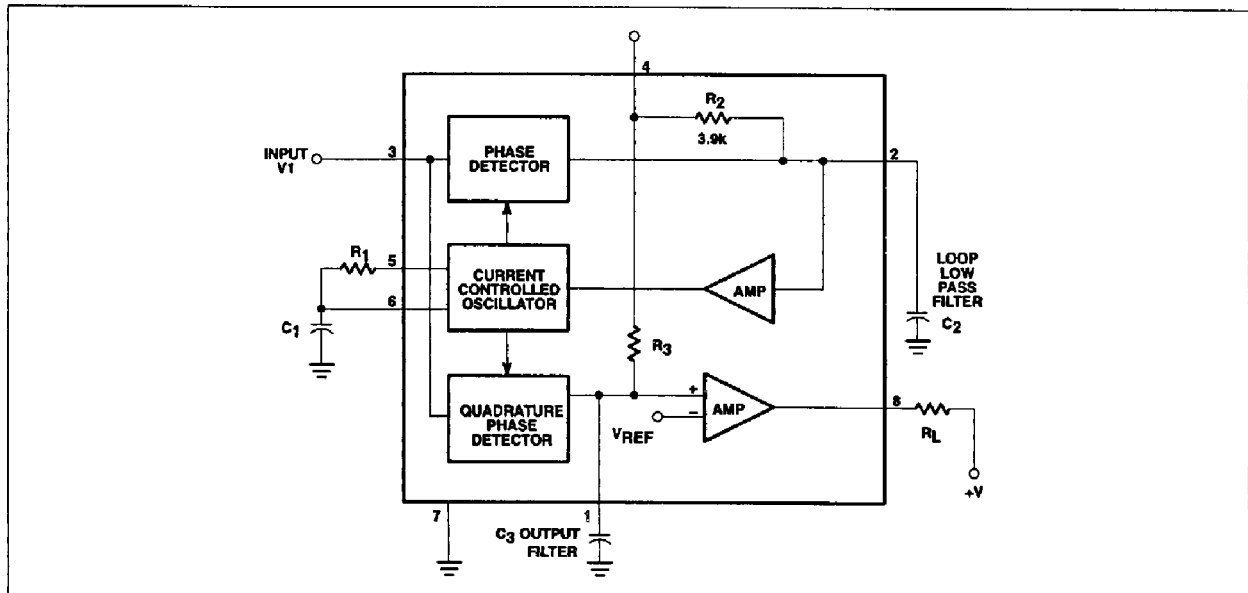 4
R2
3.9k
INPUT
V1
3
PHASE
DETECTOR
2
R1
5
CURRENT
CONTROLLED
OSCILLATOR
AMP
LOOP
LOW
PASS
FILTER
C2
6
C1
R3
QUADRATURE
PHASE
DETECTOR
+
–
AMP
VREF
8
RL
+V
7
1
C3 OUTPUT
FILTER